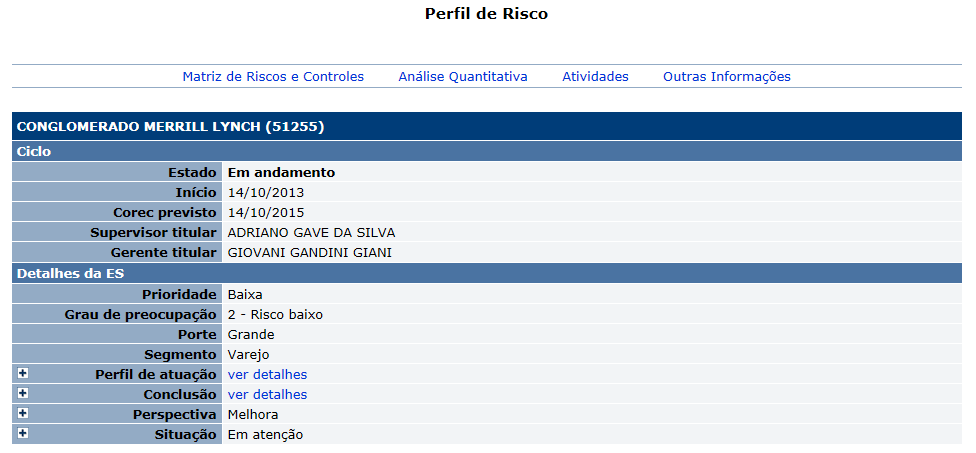 Perfil de Risco
Matriz de Riscos e Controles Análise Quantitativa Atividades Outras Informações
CONGLOMERADO MERRILL LYNCH (51255)
Ciclo
Estado Em andamento
Início 14/10/2013
Corec previsto 14/10/2015
Supervisor titular ADRIANO GAVE DA SILVA
Gerente titular GIOVANI GANDINI GIANI
Detalhes da ES
Prioridade Baixa
Grau de preocupação 2 - Risco baixo
Porte Grande
Segmento Varejo
Perfil de atuação ver detalhes
Conclusão ver detalhes
Perspectiva Melhora
Situação Em atenção